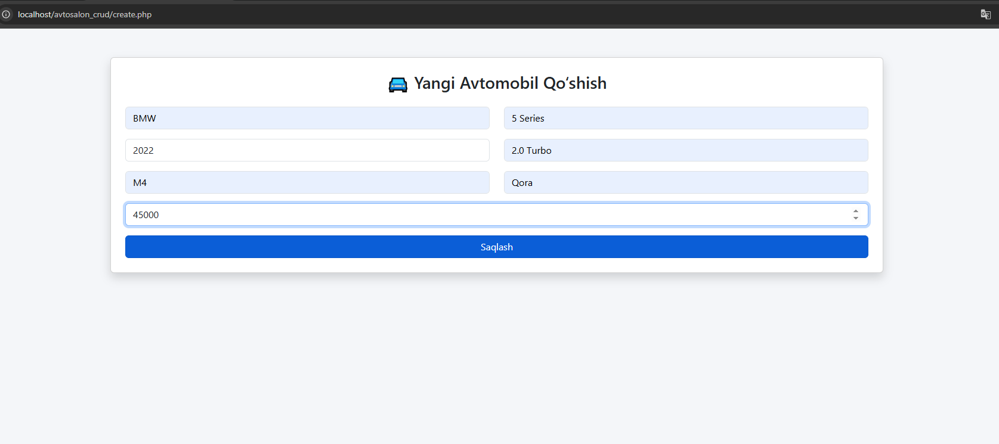 localhost/avtosalon_crud/create.php
Yangi Avtomobil Qo‘shish
BMW
5 Series
2022
2.0 Turbo
M4
Qora
45000
Saqlash